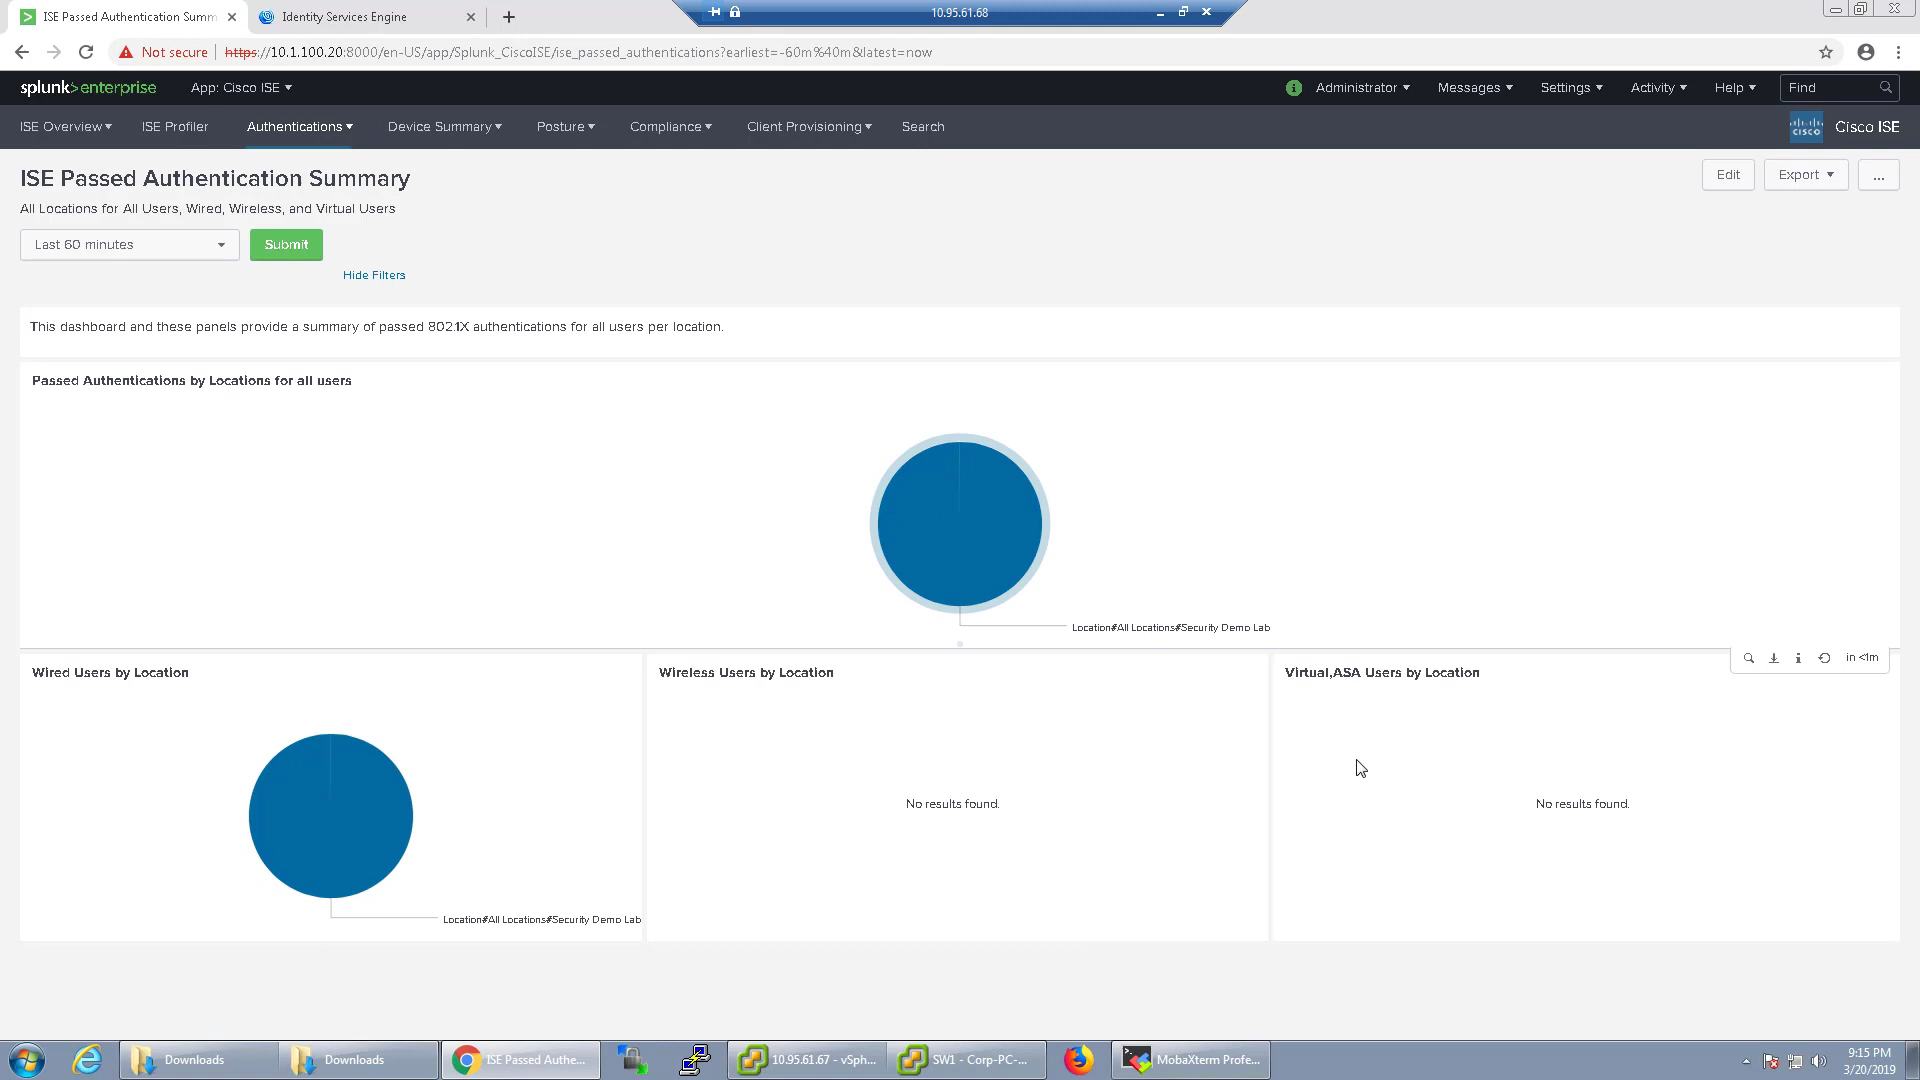 ISE Passed Authentication Summ
Identity Services Engine
10.95.61.68
Not secure
https://10.1.100.20:8000/en-US/app/Splunk_CiscoISE/ise_passed_authentications?earliest=-60m%40m&latest=now
splunk>enterprise
App: Cisco ISE
Administrator
Messages
Settings
Activity
Help
Find
ISE Overview
ISE Profiler
Authentications
Device Summary
Posture
Compliance
Client Provisioning
Search
CISCO
Cisco ISE
ISE Passed Authentication Summary
Edit
Export
...
All Locations for All Users, Wired, Wireless, and Virtual Users
Last 60 minutes
Submit
Hide Filters
This dashboard and these panels provide a summary of passed 802.1X authentications for all users per location.
Passed Authentications by Locations for all users
Location#All Locations#Security Demo Lab
in <1m
Wired Users by Location
Wireless Users by Location
Virtual,ASA Users by Location
No results found.
No results found.
Location#All Locations#Security Demo Lab
Downloads
Downloads
ISE Passed Authe...
10.95.61.67 - vSph...
SW1 - Corp-PC-...
MobaXterm Profe...
9:15 PM
3/20/2019